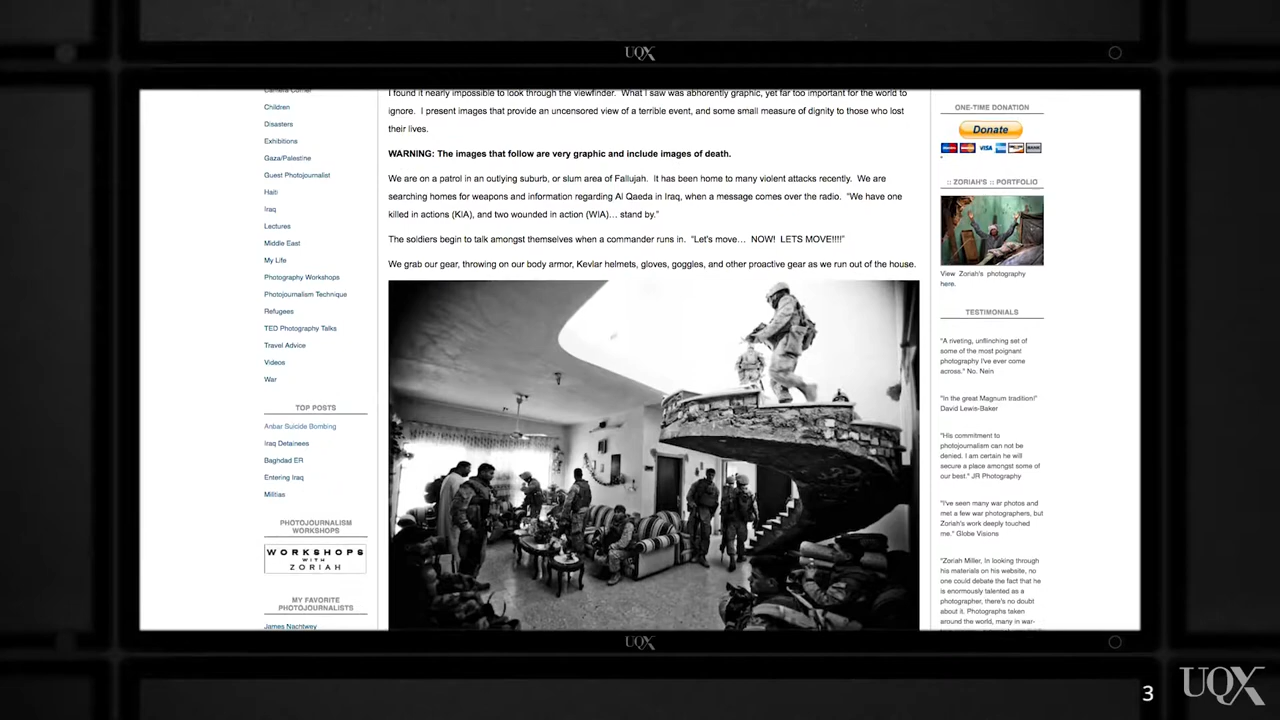 UQX
Children
Disasters
Exhibitions
Gaza/Palestine
Guest Photojournalist
Haiti
Iraq
Lectures
Middle East
My Life
Photography Workshops
Photojournalism Technique
Refugees
TED Photography Talks
Travel Advice
Videos
War
TOP POSTS
Anbar Suicide Bombing
Iraq Detainees
Baghdad ER
Entering Iraq
Militias
PHOTOJOURNALISM
WORKSHOPS
WORKSHOPS
WITH
ZORIAH
MY FAVORITE
PHOTOJOURNALISTS
James Nachtwey
I found it nearly impossible to look through the viewfinder. What I saw was abhorently graphic, yet far too important for the world to
ignore. I present images that provide an uncensored view of a terrible event, and some small measure of dignity to those who lost
their lives.
WARNING: The images that follow are very graphic and include images of death.
We are on a patrol in an outlying suburb, or slum area of Fallujah. It has been home to many violent attacks recently. We are
searching homes for weapons and information regarding Al Qaeda in Iraq, when a message comes over the radio. "We have one
killed in actions (KIA), and two wounded in action (WIA)… stand by."
The soldiers begin to talk amongst themselves when a commander runs in. "Let's move… NOW! LETS MOVE!!!!"
We grab our gear, throwing on our body armor, Kevlar helmets, gloves, goggles, and other proactive gear as we run out of the house.
ONE-TIME DONATION
Donate
VISA
:: ZORIAH'S :: PORTFOLIO
View Zoriah's photography
here.
TESTIMONIALS
"A riveting, unflinching set of
some of the most poignant
photography I've ever come
across." No. Nein
"In the great Magnum tradition!"
David Lewis-Baker
"His commitment to
photojournalism can not be
denied. I am certain he will
secure a place amongst some of our
best." JR Photography
"I've seen many war photos and
met a few war photographers, but
Zoriah's work deeply touched
me." Globe Visions
"Zoriah Miller, In looking through
his materials on his website, no
one could debate the fact that he
is enormously talented as a
photographer, there's no doubt
about it. Photographs taken
around the world, many in war-
UQX
3
UQX